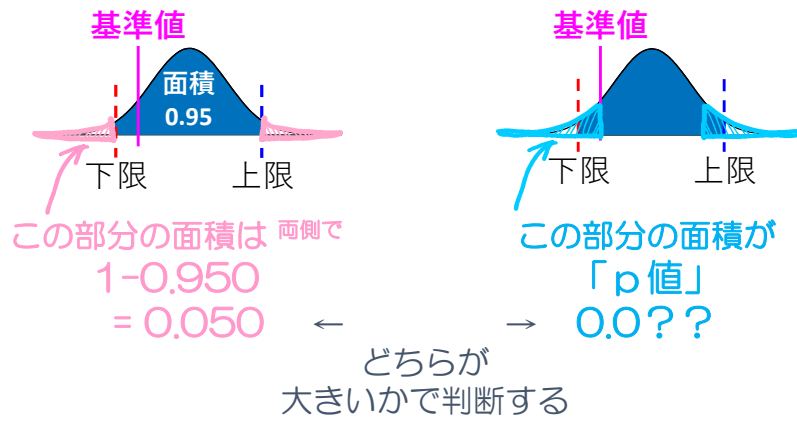 基準値
面積
0.95
下限
上限
この部分の面積は 両側で
1-0.950
= 0.050
基準値
下限
上限
この部分の面積が
「ｐ値」
0.0？？
← →
どちらが
大きいかで判断する